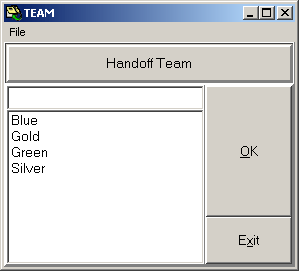 TEAM
File
Handoff Team
Blue
Gold
Green
Silver
OK
Exit